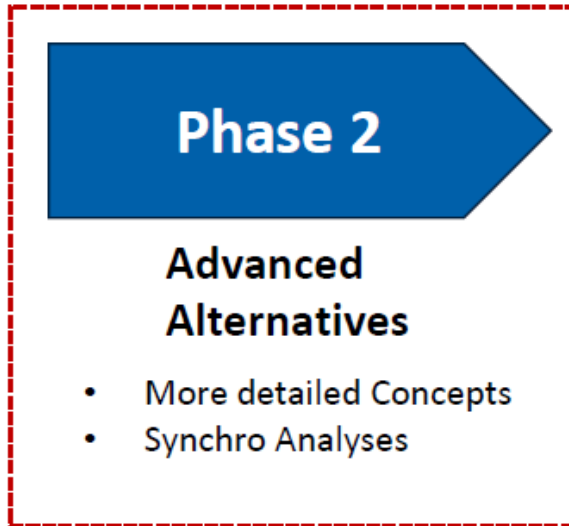 Phase 2
Advanced
Alternatives
• More detailed Concepts
• Synchro Analyses